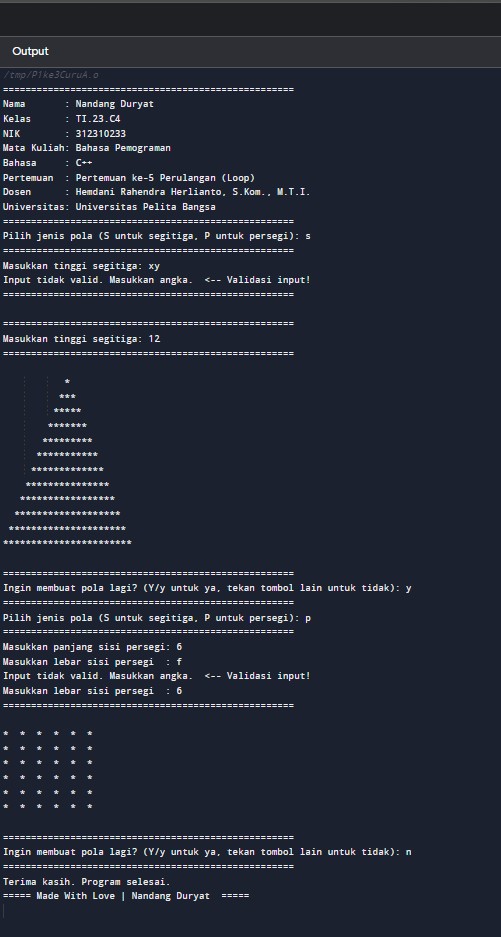 Output
/tmp/P1ke3CuruA.o
====================================================
Nama       : Nandang Duryat
Kelas      : TI.23.C4
NIK        : 312310233
Mata Kuliah: Bahasa Pemograman
Bahasa     : C++
Pertemuan  : Pertemuan ke-5 Perulangan (Loop)
Dosen      : Hemdani Rahendra Herlianto, S.Kom., M.T.I.
Universitas: Universitas Pelita Bangsa
====================================================
Pilih jenis pola (S untuk segitiga, P untuk persegi): s
====================================================
Masukkan tinggi segitiga: xy
Input tidak valid. Masukkan angka.  <-- Validasi input!
====================================================

====================================================
Masukkan tinggi segitiga: 12
====================================================

           *
          ***
         *****
        *******
       *********
      ***********
     *************
    ***************
   *****************
  *******************
 *********************
***********************

====================================================
Ingin membuat pola lagi? (Y/y untuk ya, tekan tombol lain untuk tidak): y
====================================================
Pilih jenis pola (S untuk segitiga, P untuk persegi): p
====================================================
Masukkan panjang sisi persegi: 6
Masukkan lebar sisi persegi  : f
Input tidak valid. Masukkan angka.  <-- Validasi input!
Masukkan lebar sisi persegi  : 6
====================================================

*  *  *  *  *  *
*  *  *  *  *  *
*  *  *  *  *  *
*  *  *  *  *  *
*  *  *  *  *  *
*  *  *  *  *  *

====================================================
Ingin membuat pola lagi? (Y/y untuk ya, tekan tombol lain untuk tidak): n
====================================================
Terima kasih. Program selesai.
===== Made With Love | Nandang Duryat  =====